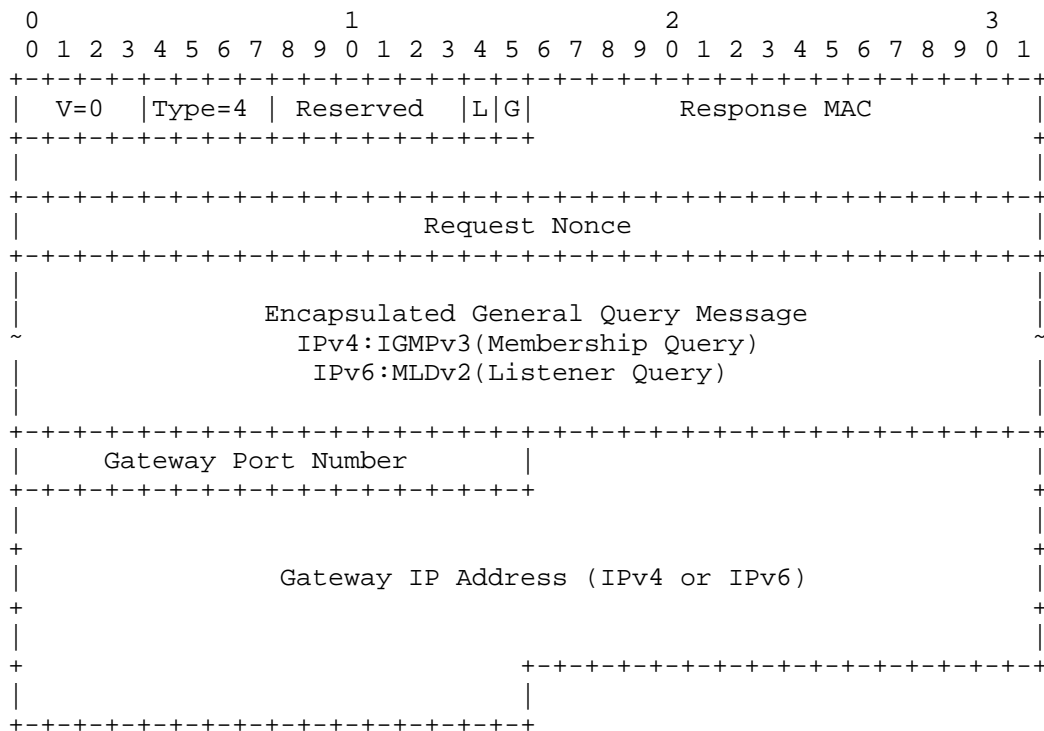 0                   1                   2                   3
0 1 2 3 4 5 6 7 8 9 0 1 2 3 4 5 6 7 8 9 0 1 2 3 4 5 6 7 8 9 0 1
V=0 |Type=4 | Reserved |L|G| Response MAC
Request Nonce
Encapsulated General Query Message
IPv4:IGMPv3(Membership Query)
IPv6:MLDv2(Listener Query)
Gateway Port Number
Gateway IP Address (IPv4 or IPv6)